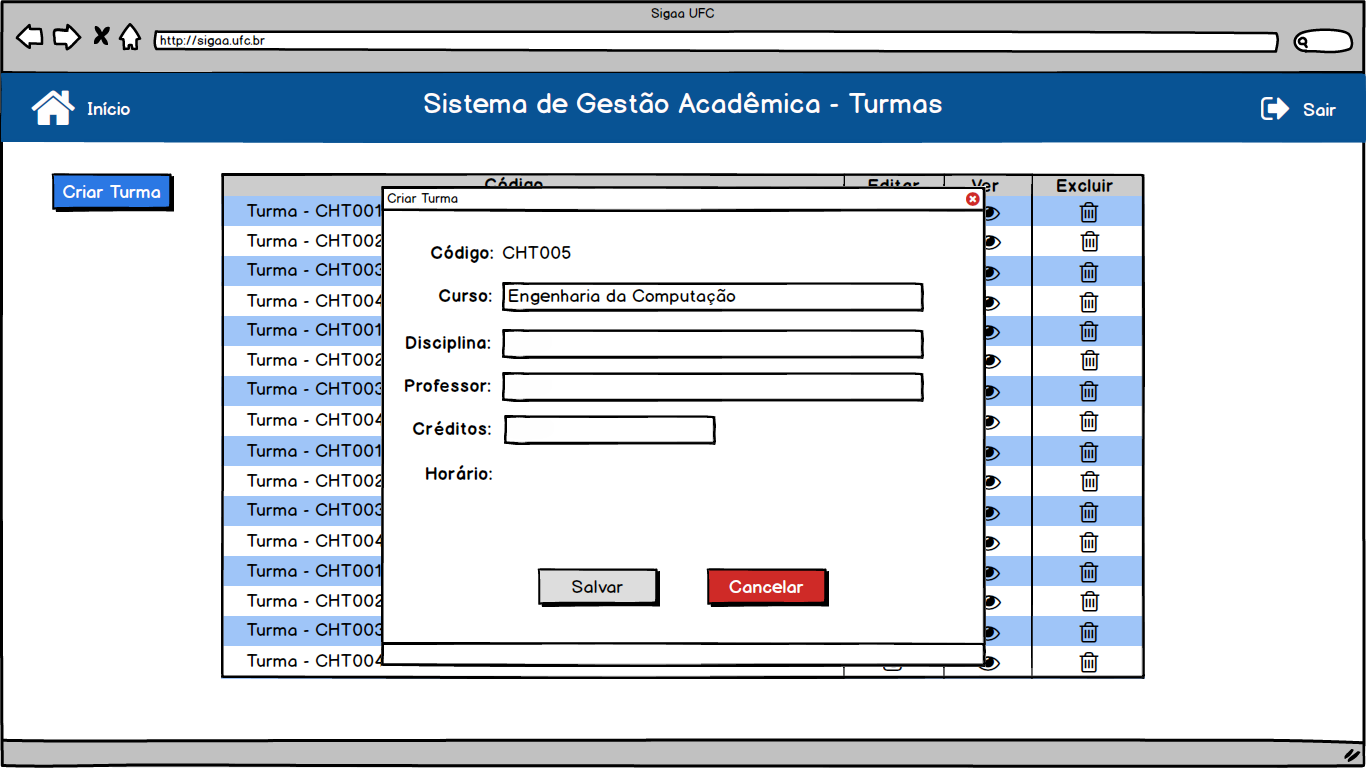 Sigaa UFC
http://sigaa.ufc.br
Início
Sistema de Gestão Acadêmica - Turmas
Sair
Criar Turma
Código Editar Ver Excluir
Turma - CHT001
Turma - CHT002
Turma - CHT003
Turma - CHT004
Turma - CHT001
Turma - CHT002
Turma - CHT003
Turma - CHT004
Turma - CHT001
Turma - CHT002
Turma - CHT003
Turma - CHT004
Turma - CHT001
Turma - CHT002
Turma - CHT003
Turma - CHT004
Criar Turma
Código: CHT005
Curso: Engenharia da Computação
Disciplina:
Professor:
Créditos:
Horário:
Salvar
Cancelar